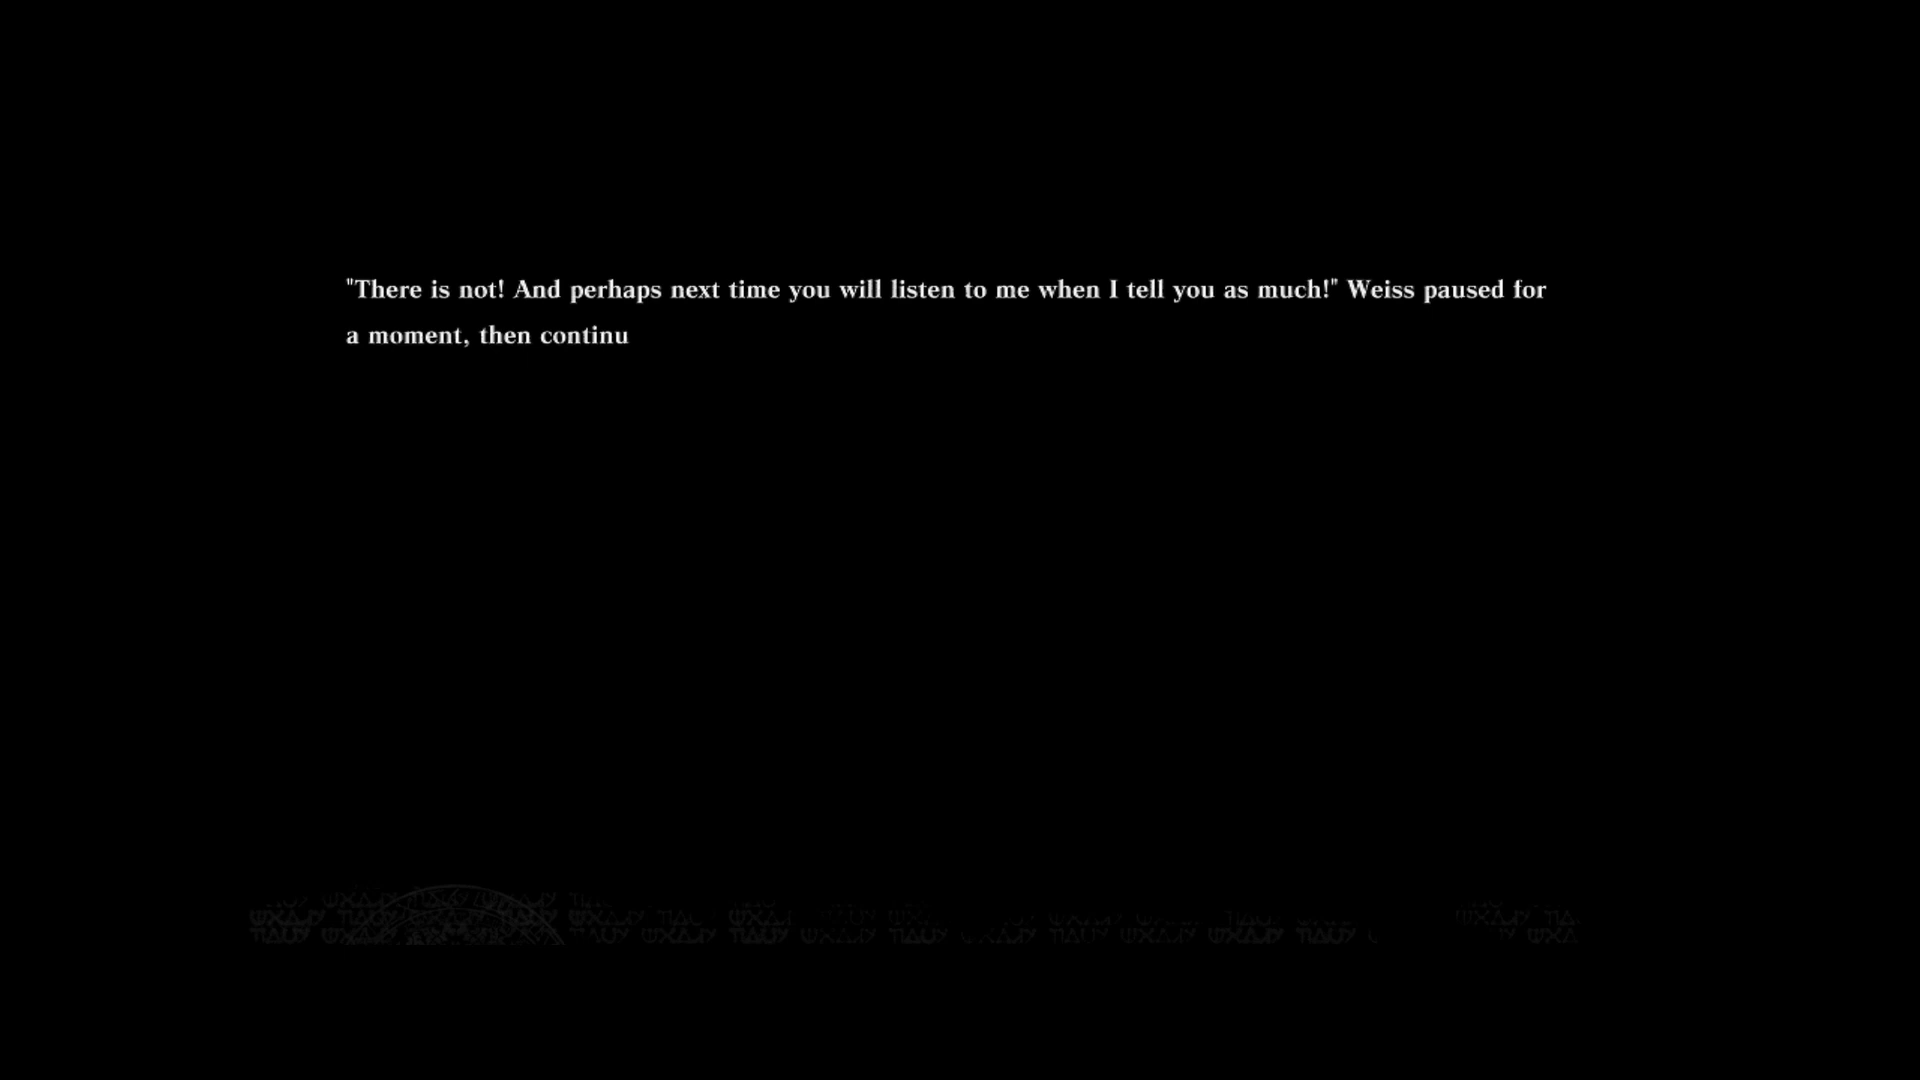 "There is not! And perhaps next time you will listen to me when I tell you as much!" Weiss paused for
a moment, then continu